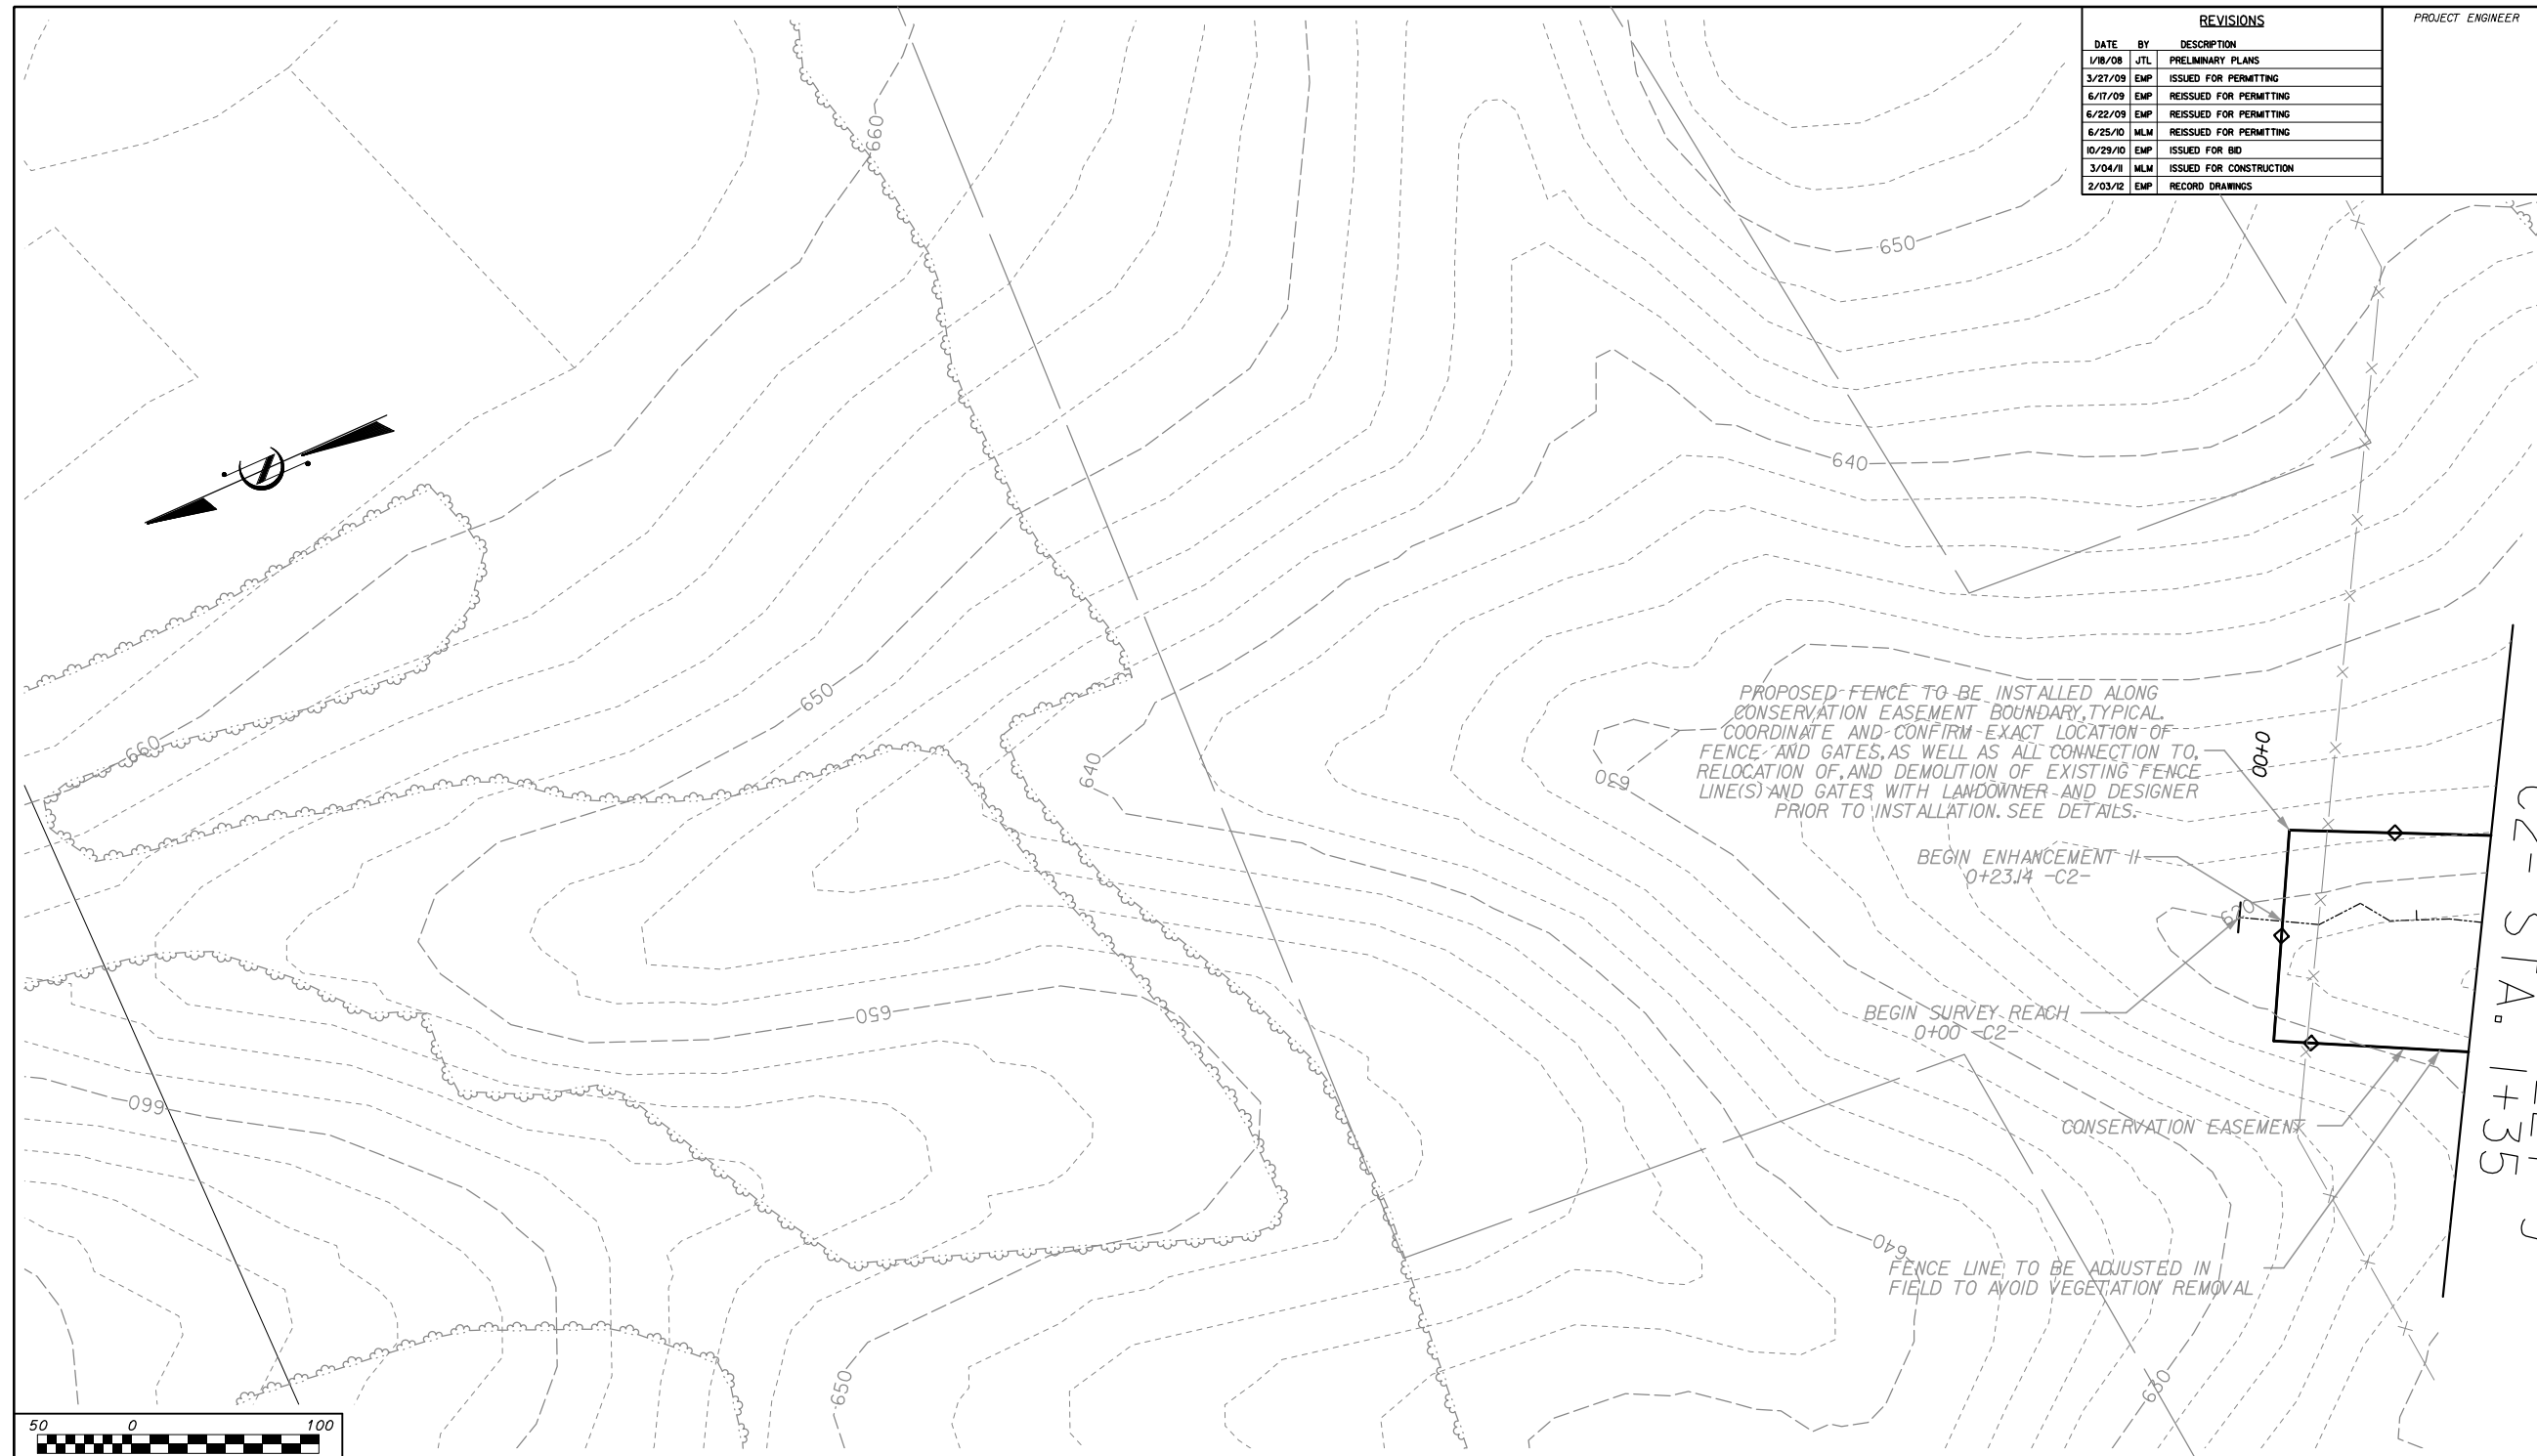 REVISIONS
DATE BY DESCRIPTION
1/18/08 JTL PRELIMINARY PLANS
3/27/09 EMP ISSUED FOR PERMITTING
6/17/09 EMP REISSUED FOR PERMITTING
6/22/09 EMP REISSUED FOR PERMITTING
6/25/10 MLM REISSUED FOR PERMITTING
10/29/10 EMP ISSUED FOR BID
3/04/11 MLM ISSUED FOR CONSTRUCTION
2/03/12 EMP RECORD DRAWINGS
PROJECT ENGINEER
660
650
640
PROPOSED FENCE TO BE INSTALLED ALONG
CONSERVATION EASEMENT BOUNDARY, TYPICAL.
COORDINATE AND CONFIRM EXACT LOCATION OF
FENCE AND GATES, AS WELL AS ALL CONNECTION TO,
RELOCATION OF, AND DEMOLITION OF EXISTING FENCE
LINE(S) AND GATES WITH LANDOWNER AND DESIGNER
PRIOR TO INSTALLATION. SEE DETAILS.
0+00
650
660
640
630
BEGIN ENHANCEMENT II
0+23.14 -C2-
620
BEGIN SURVEY REACH
0+00 -C2-
650
660
CONSERVATION EASEMENT
640
FENCE LINE TO BE ADJUSTED IN
FIELD TO AVOID VEGETATION REMOVAL
650
630
C2- STA. 1+35
50 0 100